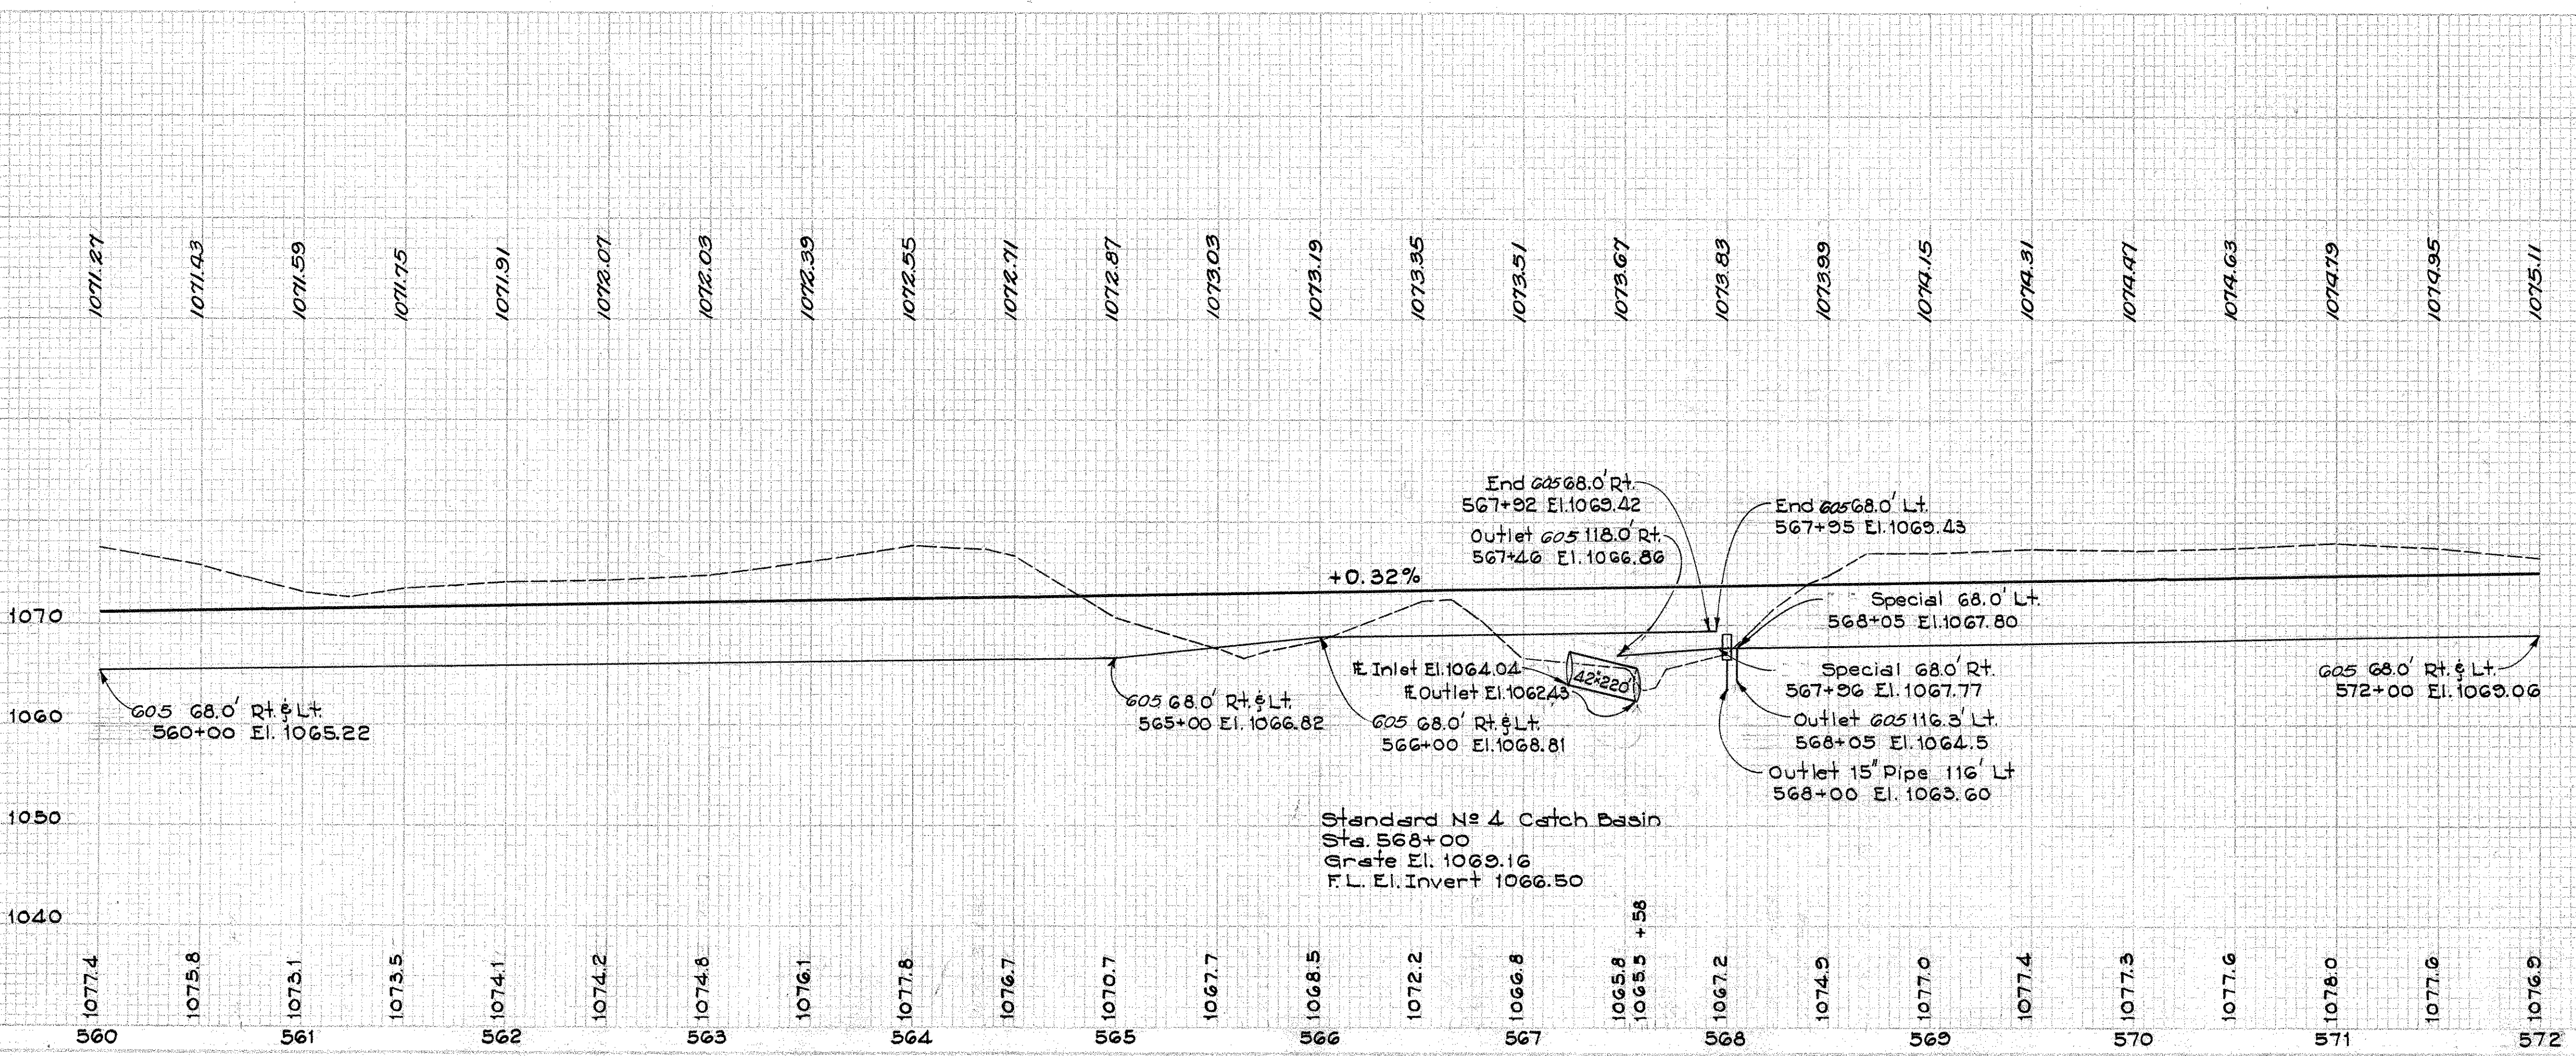 1071.27
1071.43
1071.59
1071.75
1071.91
1072.07
1072.03
1072.39
1072.55
1072.71
1072.87
1073.03
1073.19
1073.35
1073.51
1073.67
1073.83
1073.99
1074.15
1074.31
1074.47
1074.63
1074.79
1074.95
1075.11
End 605 68.0' Rt.
567+92 El.1069.42
Outlet 605 118.0' Rt.
567+46 El.1066.86
End 605 68.0' Lt.
567+95 El.1069.43
+0.32%
1070
1060
1050
1040
Special 68.0' Lt.
568+05 El.1067.80
Special 68.0' Rt.
567+96 El.1067.77
Outlet 605 116.3' Lt.
568+05 El.1064.5
Outlet 15" Pipe 116' Lt
568+00 El. 1063.60
605 68.0' Rt. & Lt.
572+00 El.1069.06
℄ Inlet El.1064.04
℄ Outlet El.1062.43
42"x220'
605 68.0' Rt. & Lt.
560+00 El. 1065.22
605 68.0' Rt. & Lt.
565+00 El. 1066.82
605 68.0' Rt. & Lt.
566+00 El.1068.81
Standard Nº 4 Catch Basin
Sta. 568+00
Grate El. 1069.16
F.L. El. Invert 1066.50
1077.4
1075.8
1073.1
1073.5
1074.1
1074.2
1074.8
1076.1
1077.8
1076.7
1070.7
1067.7
1068.5
1072.2
1066.8
1065.8
1065.5 +58
1067.2
1074.9
1077.0
1077.4
1077.3
1077.6
1078.0
1077.6
1076.9
560
561
562
563
564
565
566
567
568
569
570
571
572